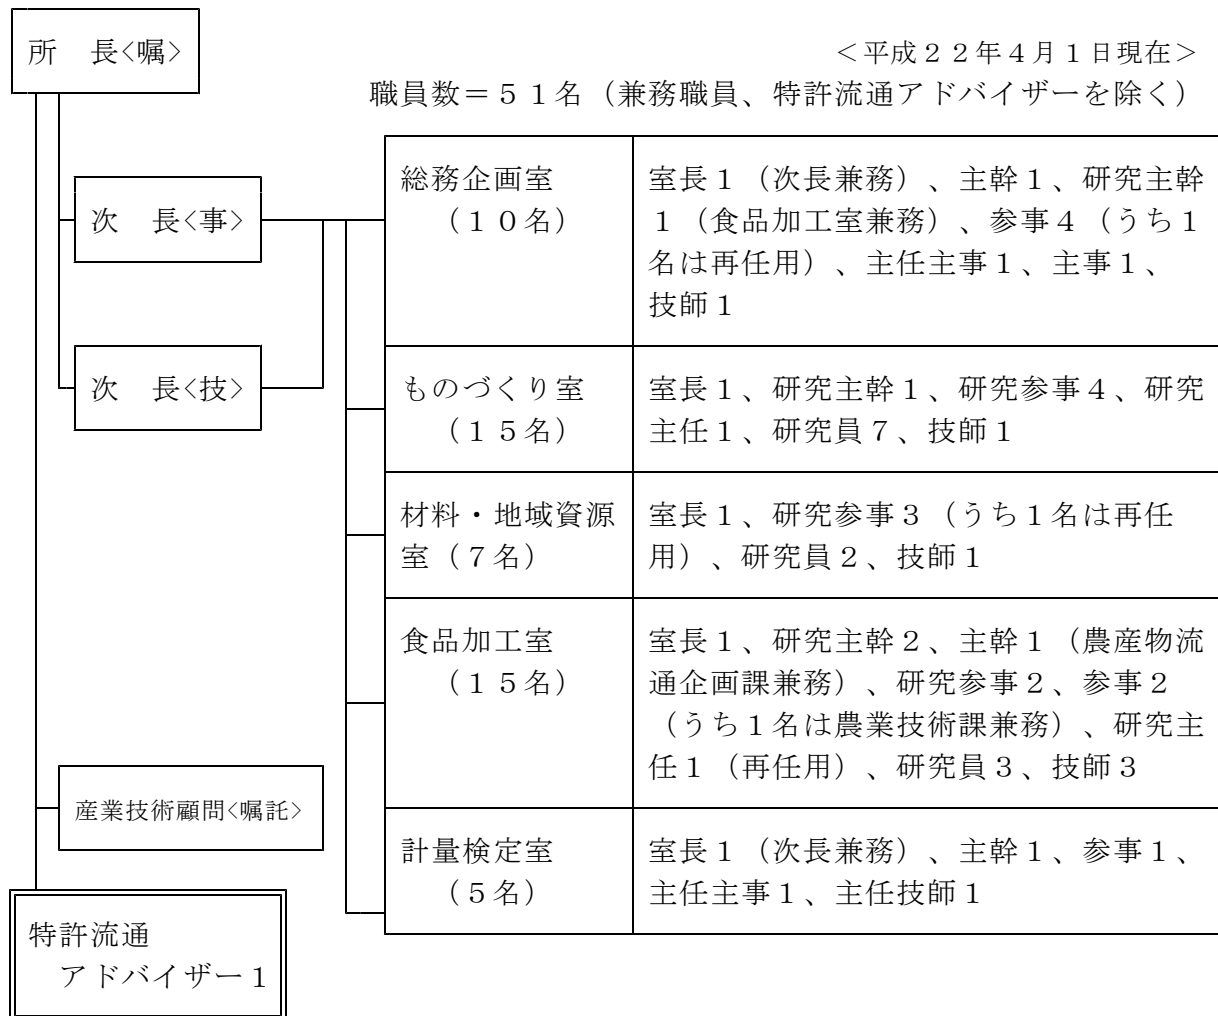 所　長<嘱>
＜平成２２年４月１日現在＞
職員数＝５１名（兼務職員、特許流通アドバイザーを除く）
次　長<事>
次　長<技>
総務企画室
（１０名）
室長１（次長兼務）、主幹１、研究主幹
１（食品加工室兼務）、参事４（うち１
名は再任用）、主任主事１、主事１、
技師１
ものづくり室
（１５名）
室長１、研究主幹１、研究参事４、研究
主任１、研究員７、技師１
材料・地域資源
室（７名）
室長１、研究参事３（うち１名は再任
用）、研究員２、技師１
食品加工室
（１５名）
室長１、研究主幹２、主幹１（農産物流
通企画課兼務）、研究参事２、参事２
（うち１名は農業技術課兼務）、研究主
任１（再任用）、研究員３、技師３
計量検定室
（５名）
室長１（次長兼務）、主幹１、参事１、
主任主事１、主任技師１
産業技術顧問<嘱託>
特許流通
アドバイザー１